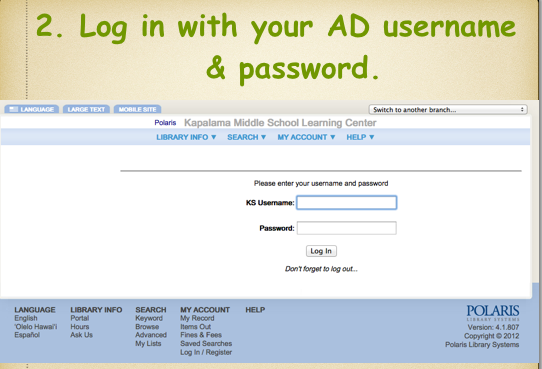 2. Log in with your AD username
& password.
LANGUAGE LARGE TEXT MOBILE SITE Switch to another branch...
Polaris Kapalama Middle School Learning Center
LIBRARY INFO ▼ SEARCH ▼ MY ACCOUNT ▼ HELP ▼
Please enter your username and password
KS Username:
Password:
Log In
Don't forget to log out...
LANGUAGE
English
'Olelo Hawai'i
Español
LIBRARY INFO
Portal
Hours
Ask Us
SEARCH
Keyword
Browse
Advanced
My Lists
MY ACCOUNT
My Record
Items Out
Fines & Fees
Saved Searches
Log In / Register
HELP
POLARIS
LIBRARY SYSTEMS
Version: 4.1.807
Copyright © 2012
Polaris Library Systems